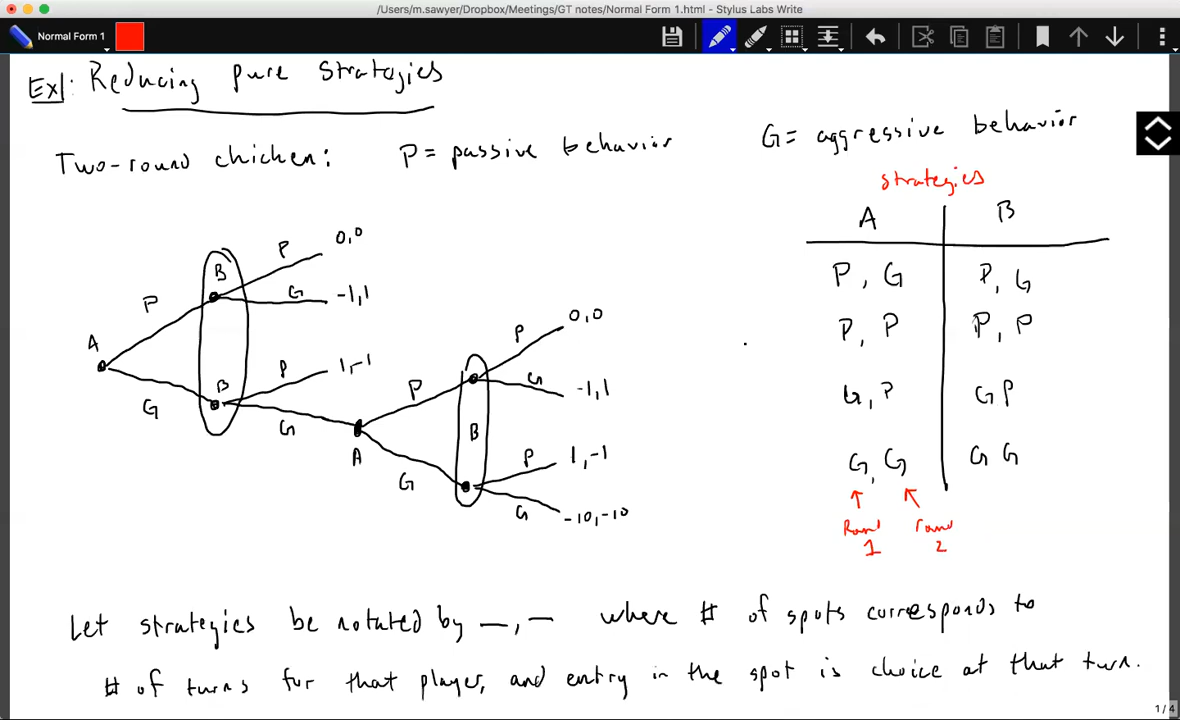 /Users/m.sawyer/Dropbox/Meetings/GT notes/Normal Form 1.html - Stylus Labs Write
Normal Form 1
Ex: Reducing pure strategies
Two-round chicken: P = passive behavior G = aggressive behavior
strategies
A B
P, G P, G
P, P P, P
G, P G P
G, G G G
Round 1 round 2
A
P
G
B
B
P 0,0
G -1,1
P 1,-1
G
A
P
G
B
P 0,0
G -1,1
P 1,-1
G -10,-10
Let strategies be notated by —, — where # of spots corresponds to
# of turns for that player, and entry in the spot is choice at that turn.
1 / 4